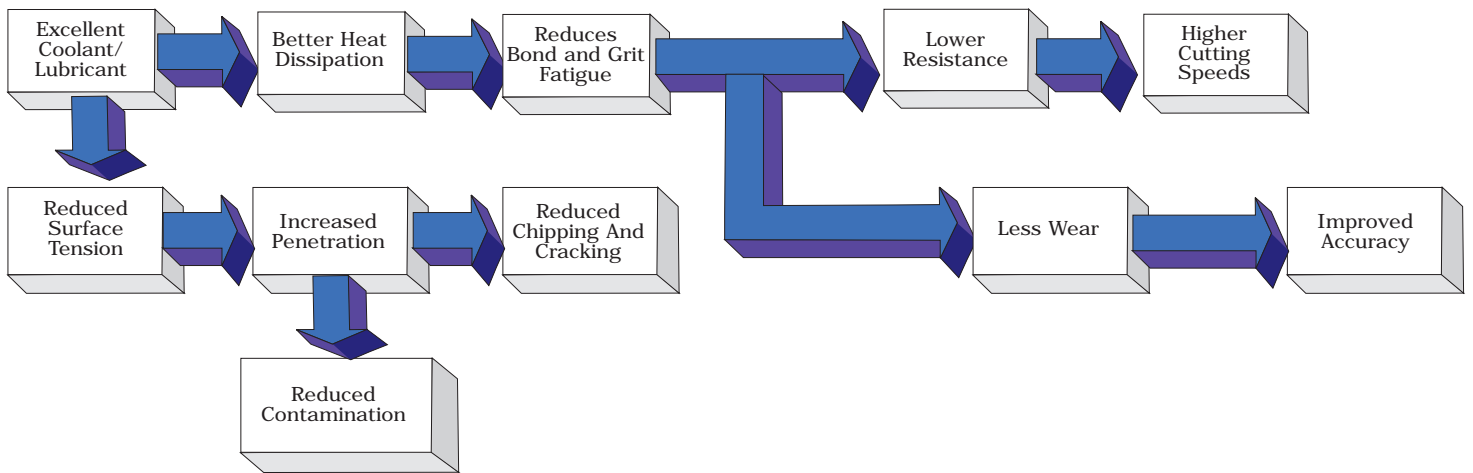 Excellent
Coolant/
Lubricant
Better Heat
Dissipation
Reduces
Bond and Grit
Fatigue
Lower
Resistance
Higher
Cutting
Speeds
Reduced
Surface
Tension
Increased
Penetration
Reduced
Chipping And
Cracking
Less Wear
Improved
Accuracy
Reduced
Contamination